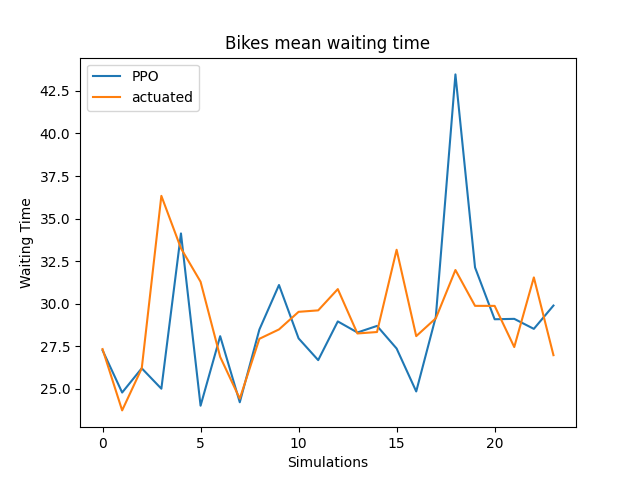 Bikes mean waiting time
PPO
actuated
Waiting Time
42.5
40.0
37.5
35.0
32.5
30.0
27.5
25.0
0 5 10 15 20
Simulations